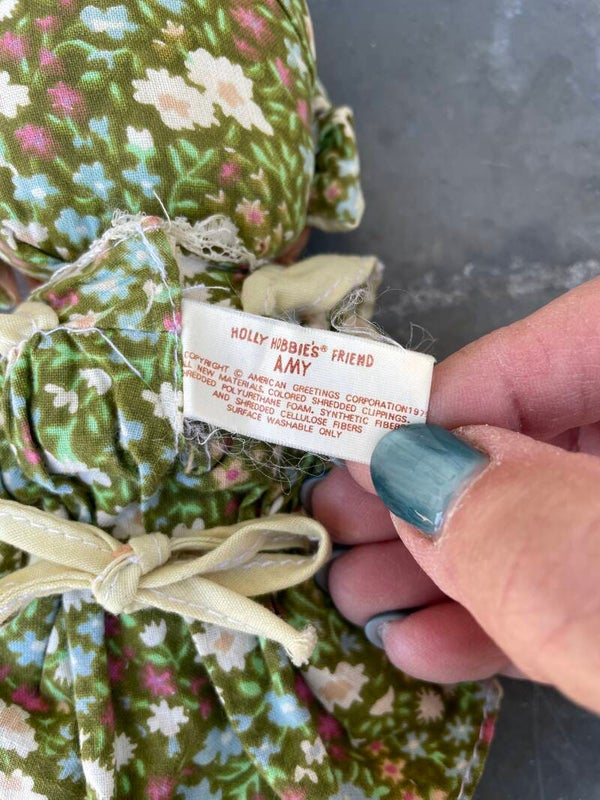 HOLLY HOBBIE'S® FRIEND
AMY
COPYRIGHT © AMERICAN GREETINGS CORPORATION
ALL NEW MATERIALS. COLORED SHREDDED CLIPPINGS,
SHREDDED POLYURETHANE FOAM. SYNTHETIC FIBERS
AND SHREDDED CELLULOSE FIBERS
SURFACE WASHABLE ONLY